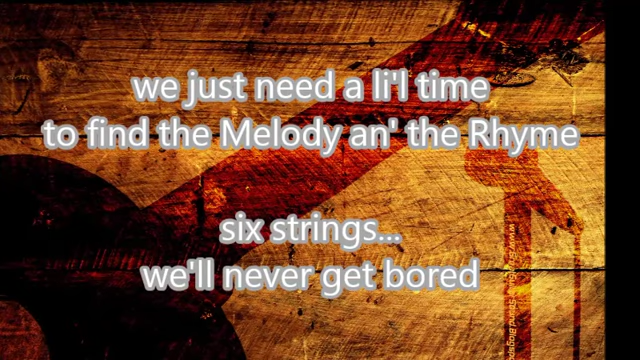 we just need a li'l time
to find the Melody an' the Rhyme
six strings...
we'll never get bored